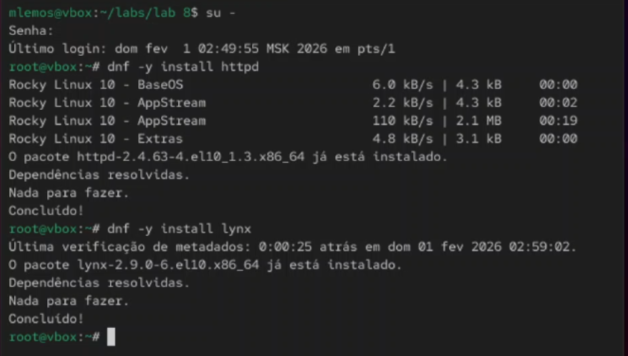 mlemos@vbox:~/labs/lab 8$ su -
Senha:
Último login: dom fev  1 02:49:55 MSK 2026 em pts/1
root@vbox:~# dnf -y install httpd
Rocky Linux 10 - BaseOS 6.0 kB/s | 4.3 kB 00:00
Rocky Linux 10 - AppStream 2.2 kB/s | 4.3 kB 00:02
Rocky Linux 10 - AppStream 110 kB/s | 2.1 MB 00:19
Rocky Linux 10 - Extras 4.8 kB/s | 3.1 kB 00:00
O pacote httpd-2.4.63-4.el10_1.3.x86_64 já está instalado.
Dependências resolvidas.
Nada para fazer.
Concluído!
root@vbox:~# dnf -y install lynx
Última verificação de metadados: 0:00:25 atrás em dom 01 fev 2026 02:59:02.
O pacote lynx-2.9.0-6.el10.x86_64 já está instalado.
Dependências resolvidas.
Nada para fazer.
Concluído!
root@vbox:~#